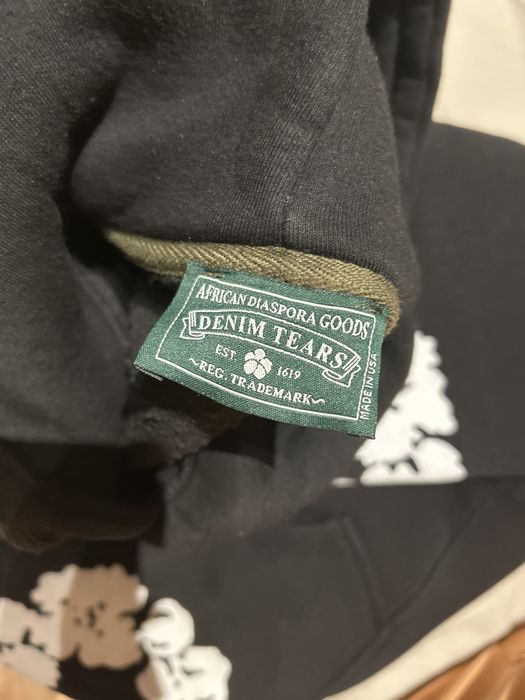 AFRICAN DIASPORA GOODS
DENIM TEARS
EST. 1619
~REG. TRADEMARK~
MADE IN USA